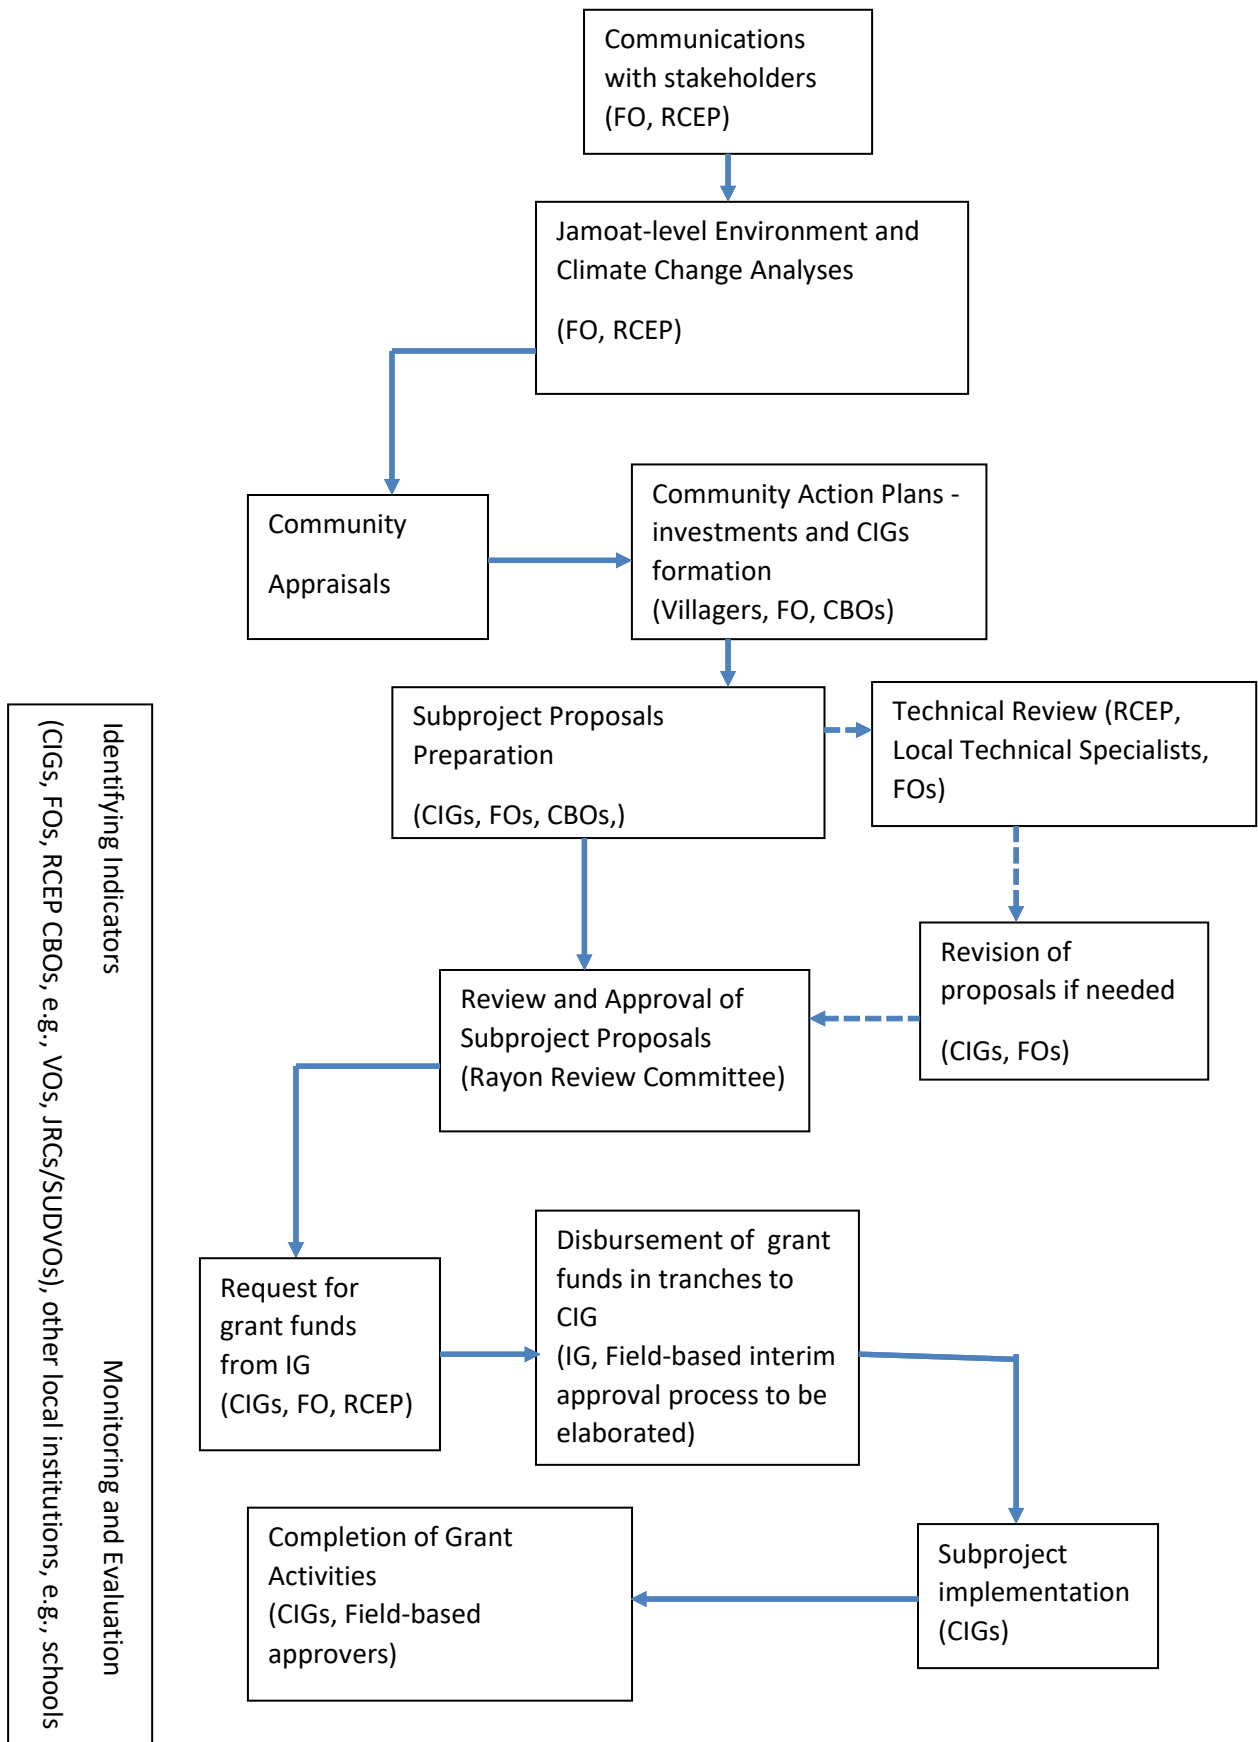 Communications
with stakeholders
(FO, RCEP)
Jamoat-level Environment and
Climate Change Analyses
(FO, RCEP)
Community
Appraisals
Community Action Plans -
investments and CIGs
formation
(Villagers, FO, CBOs)
Subproject Proposals
Preparation
(CIGs, FOs, CBOs,)
Technical Review (RCEP,
Local Technical Specialists,
FOs)
Revision of
proposals if needed
(CIGs, FOs)
Review and Approval of
Subproject Proposals
(Rayon Review Committee)
Request for
grant funds
from IG
(CIGs, FO, RCEP)
Disbursement of  grant
funds in tranches to
CIG
(IG, Field-based interim
approval process to be
elaborated)
Subproject
implementation
(CIGs)
Completion of Grant
Activities
(CIGs, Field-based
approvers)
Identifying Indicators Monitoring and Evaluation
(CIGs, FOs, RCEP CBOs, e.g., VOs, JRCs/SUDVOs), other local institutions, e.g., schools